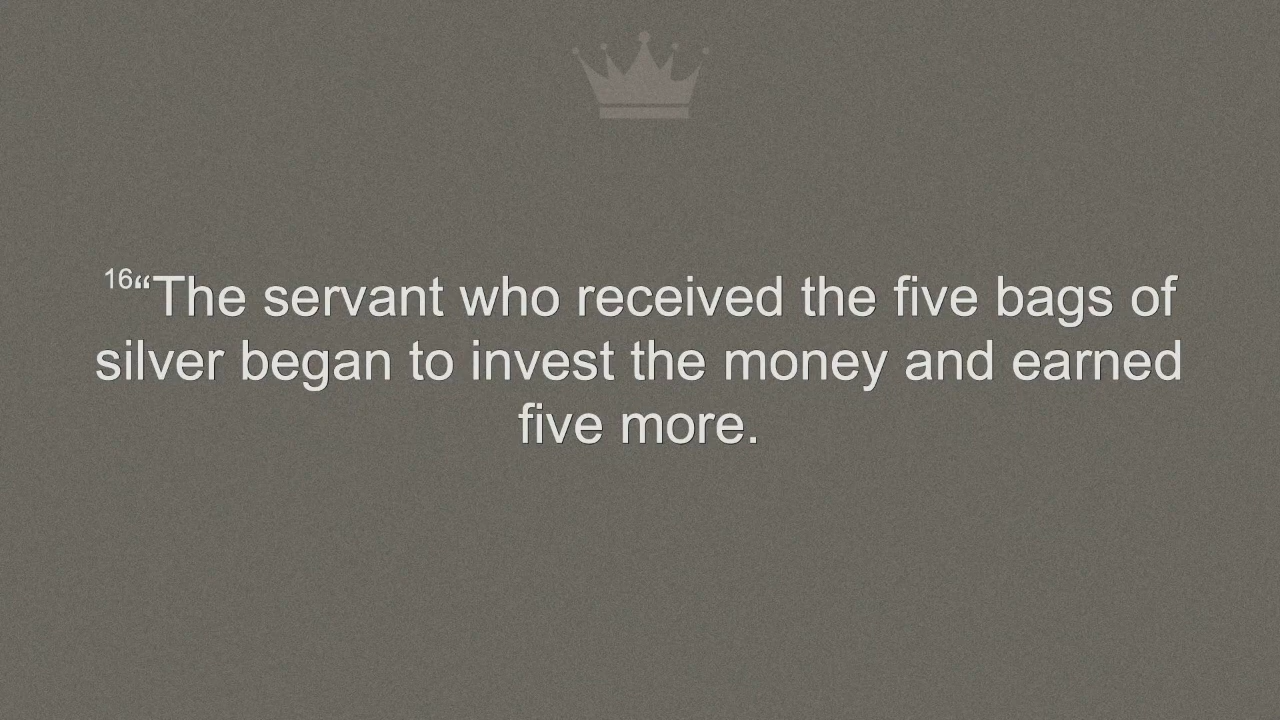 16“The servant who received the five bags of
silver began to invest the money and earned
five more.